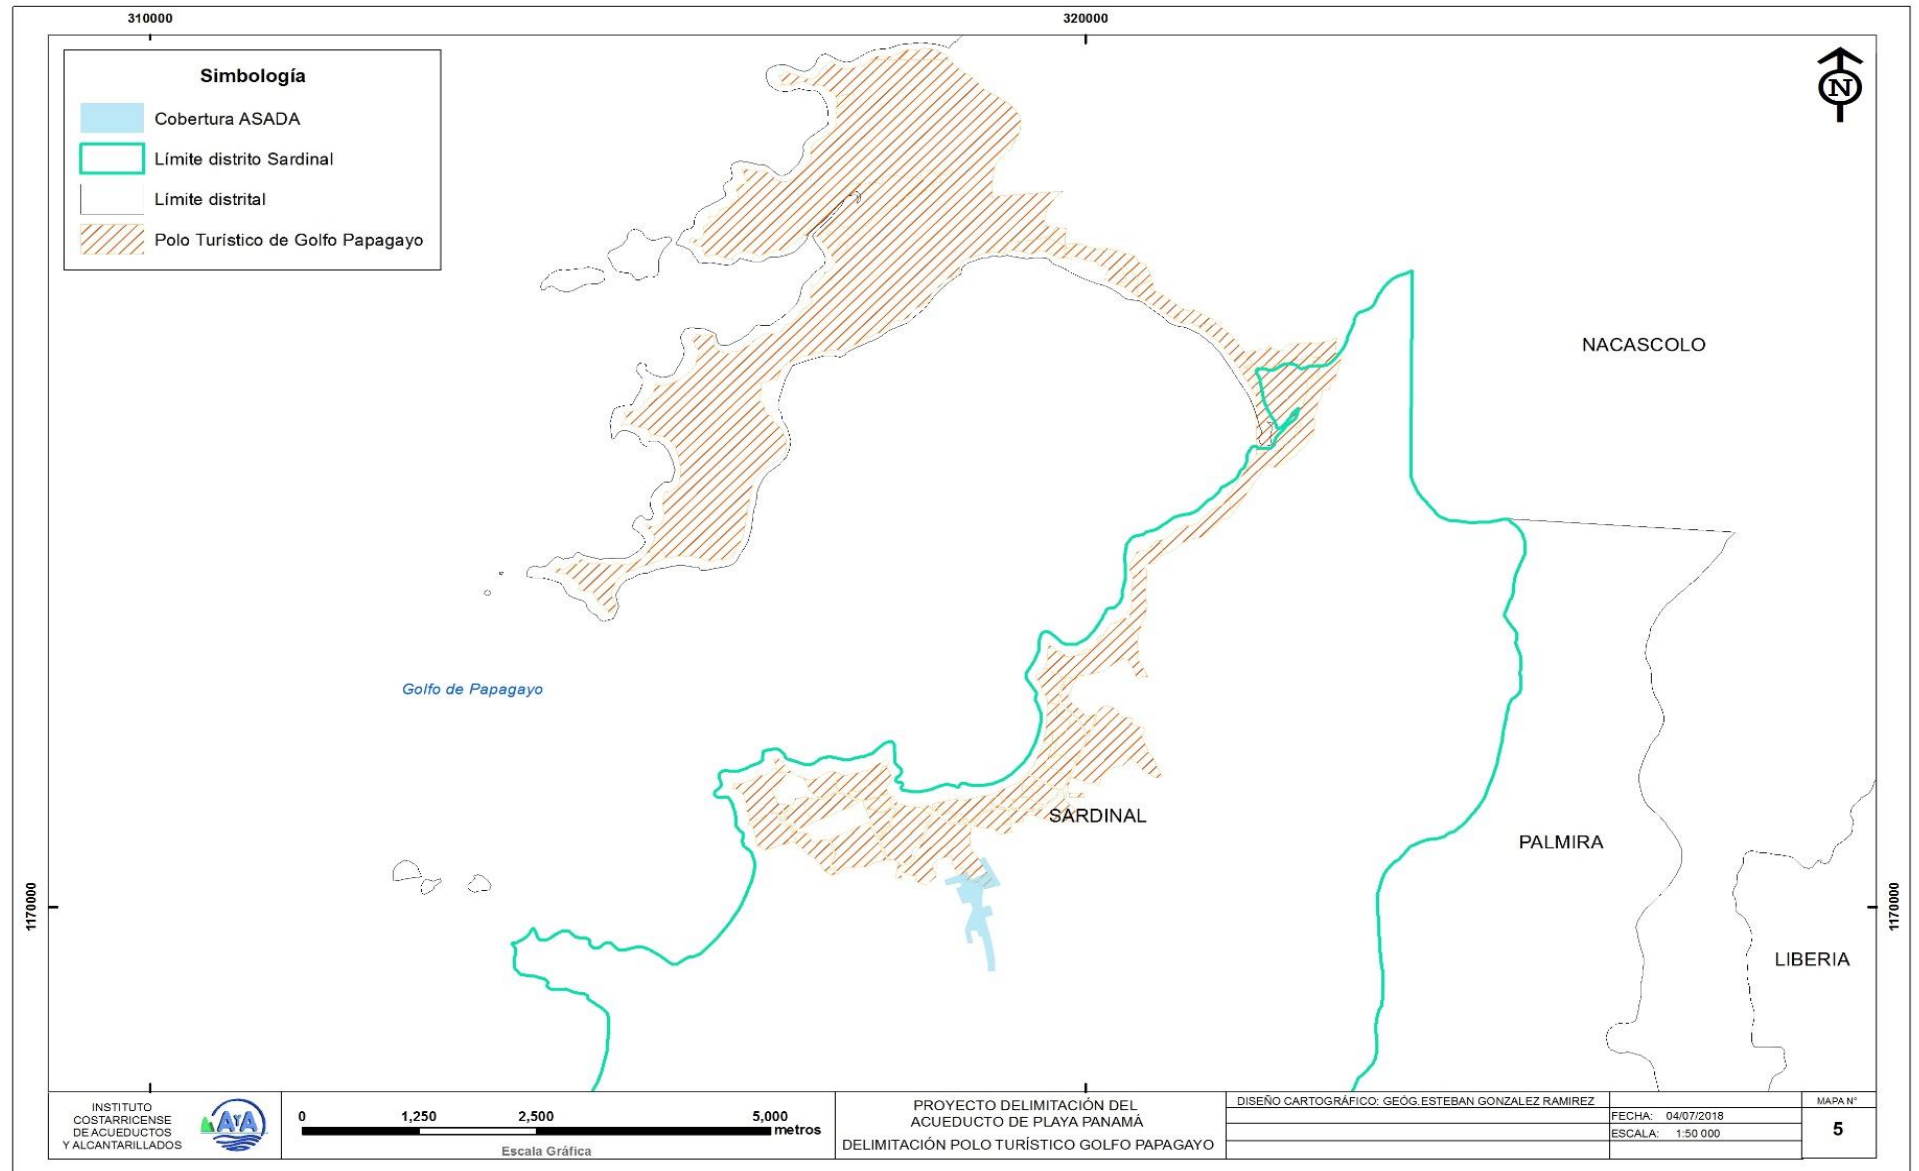 310000
320000
Simbología
Cobertura ASADA
Límite distrito Sardinal
Límite distrital
Polo Turístico de Golfo Papagayo
N
NACASCOLO
Golfo de Papagayo
SARDINAL
PALMIRA
LIBERIA
1170000
1170000
INSTITUTO
COSTARRICENSE
DE ACUEDUCTOS
Y ALCANTARILLADOS
AyA
0 1,250 2,500 5,000
metros
Escala Gráfica
PROYECTO DELIMITACIÓN DEL
ACUEDUCTO DE PLAYA PANAMÁ
DELIMITACIÓN POLO TURÍSTICO GOLFO PAPAGAYO
DISEÑO CARTOGRÁFICO: GEÓG.ESTEBAN GONZALEZ RAMIREZ
FECHA: 04/07/2018
ESCALA: 1:50 000
MAPA N°
5